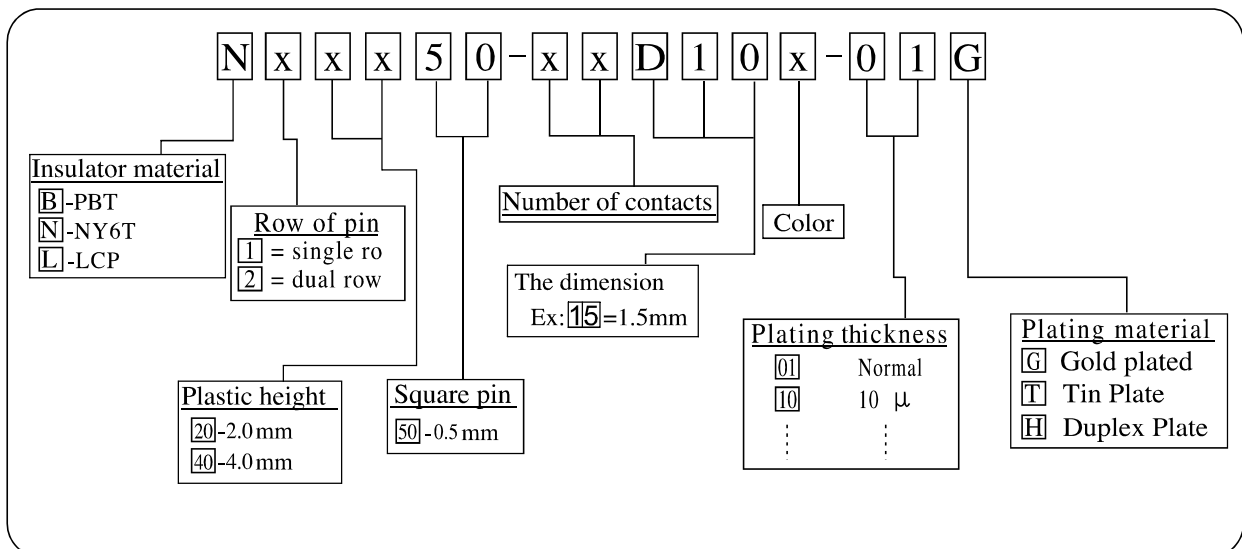 N x x x 5 0 - x x D 1 0 x - 0 1 G
Insulator material
B -PBT
N -NY6T
L -LCP
Row of pin
1 = single ro
2 = dual row
Plastic height
20 -2.0mm
40 -4.0mm
Square pin
50 -0.5mm
Number of contacts
The dimension
Ex: 15 =1.5mm
Color
Plating thickness
01 Normal
10 10 μ
Plating material
G Gold plated
T Tin Plate
H Duplex Plate